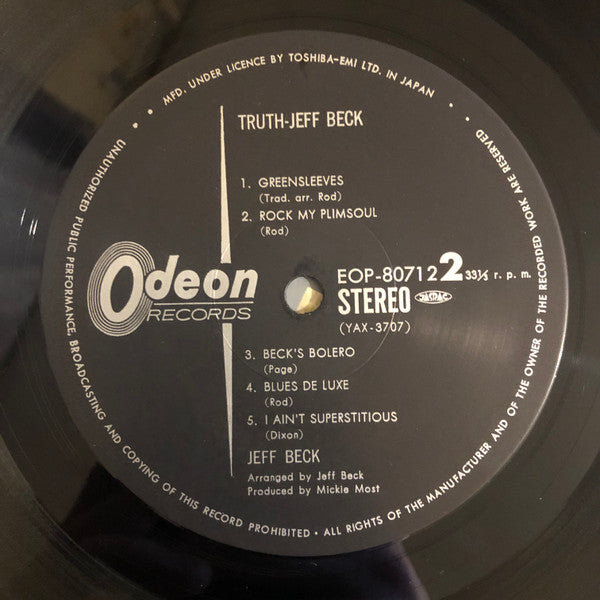 MFD. UNDER LICENCE BY TOSHIBA-EMI LTD. IN JAPAN
TRUTH-JEFF BECK
1. GREENSLEEVES
(Trad. arr. Rod)
2. ROCK MY PLIMSOUL
(Rod)
Odeon
RECORDS
EOP-80712 2 33⅓ r. p. m.
STEREO JASRAC
(YAX-3707)
3. BECK'S BOLERO
(Page)
4. BLUES DE LUXE
(Rod)
5. I AIN'T SUPERSTITIOUS
(Dixon)
JEFF BECK
Arranged by Jeff Beck
Produced by Mickie Most
UNAUTHORIZED PUBLIC PERFORMANCE, BROADCASTING AND COPYING OF THIS RECORD PROHIBITED • ALL RIGHTS OF THE MANUFACTURER AND OF THE OWNER OF THE RECORDED WORK ARE RESERVED